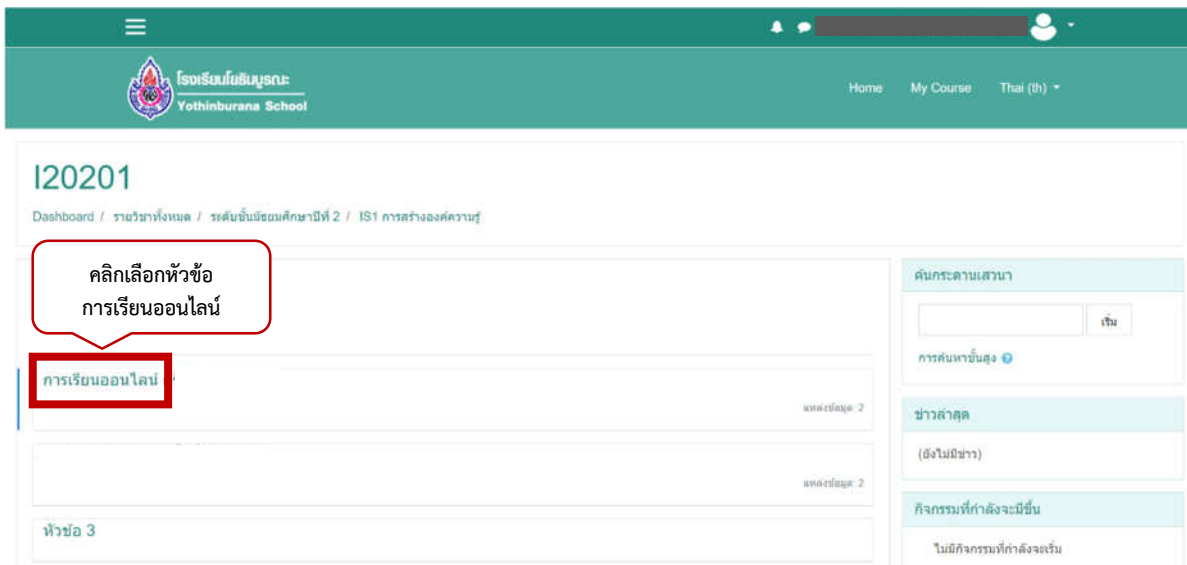 โรงเรียนโยธินบูรณะ
Yothinburana School
Home My Course Thai (th)
I20201
Dashboard / รายวิชาทั้งหมด / ระดับชั้นมัธยมศึกษาปีที่ 2 / IS1 การสร้างองค์ความรู้
คลิกเลือกหัวข้อ
การเรียนออนไลน์
การเรียนออนไลน์
แหล่งข้อมูล: 2
แหล่งข้อมูล: 2
หัวข้อ 3
ค้นกระดานเสวนา
เริ่ม
การค้นหาขั้นสูง
ข่าวล่าสุด
(ยังไม่มีข่าว)
กิจกรรมที่กำลังจะมีขึ้น
ไม่มีกิจกรรมที่กำลังจะเริ่ม